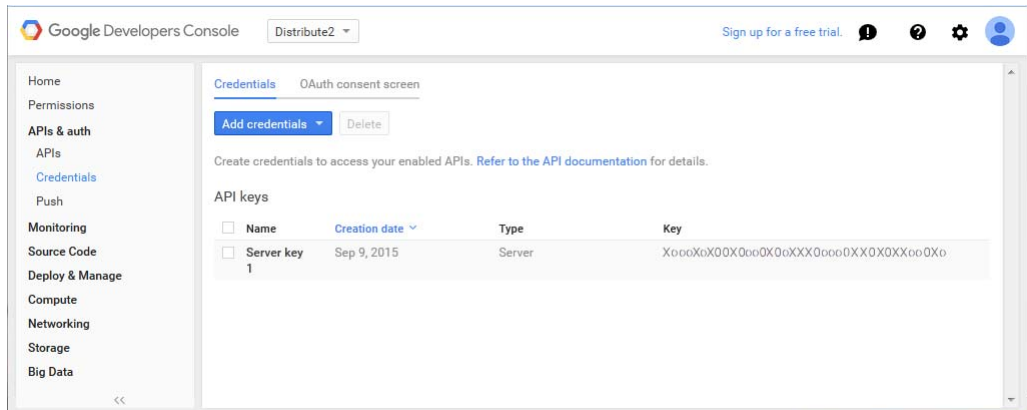 Google Developers Console Distribute2 Sign up for a free trial.
Home
Permissions
APIs & auth
APIs
Credentials
Push
Monitoring
Source Code
Deploy & Manage
Compute
Networking
Storage
Big Data
<<
Credentials OAuth consent screen
Add credentials Delete
Create credentials to access your enabled APIs. Refer to the API documentation for details.
API keys
Name Creation date Type Key
Server key Sep 9, 2015 Server
1